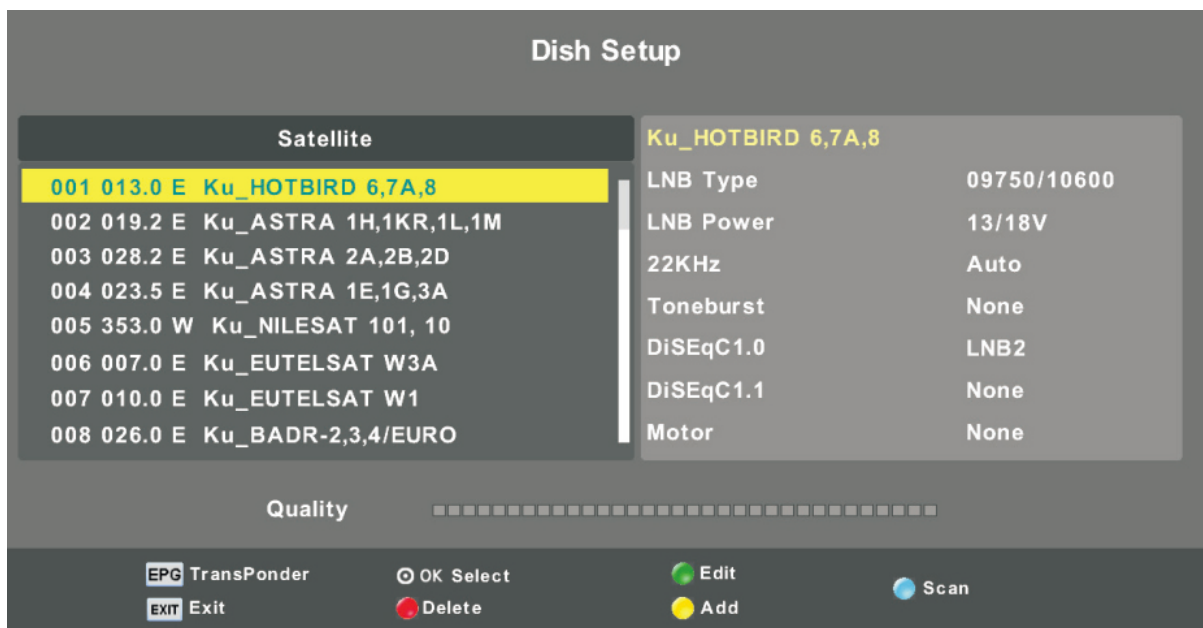 Dish Setup
Satellite
001 013.0 E Ku_HOTBIRD 6,7A,8
002 019.2 E Ku_ASTRA 1H,1KR,1L,1M
003 028.2 E Ku_ASTRA 2A,2B,2D
004 023.5 E Ku_ASTRA 1E,1G,3A
005 353.0 W Ku_NILESAT 101, 10
006 007.0 E Ku_EUTELSAT W3A
007 010.0 E Ku_EUTELSAT W1
008 026.0 E Ku_BADR-2,3,4/EURO
Ku_HOTBIRD 6,7A,8
LNB Type 09750/10600
LNB Power 13/18V
22KHz Auto
Toneburst None
DiSEqC1.0 LNB2
DiSEqC1.1 None
Motor None
Quality
EPG TransPonder OK Select Edit Scan
EXIT Exit Delete Add